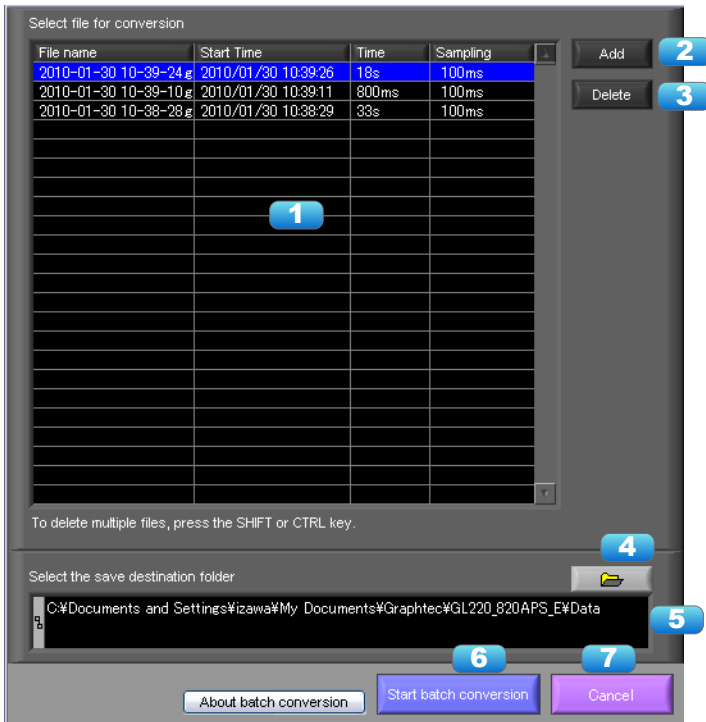 Select file for conversion
File name Start Time Time Sampling
Add 2
2010-01-30 10-39-24g 2010/01/30 10:39:26 18s 100ms
2010-01-30 10-39-10g 2010/01/30 10:39:11 800ms 100ms
Delete 3
2010-01-30 10-38-28g 2010/01/30 10:38:29 33s 100ms
1
To delete multiple files, press the SHIFT or CTRL key.
4
Select the save destination folder
C:¥Documents and Settings¥izawa¥My Documents¥Graphtec¥GL220_820APS_E¥Data
5
6 7
About batch conversion Start batch conversion Cancel